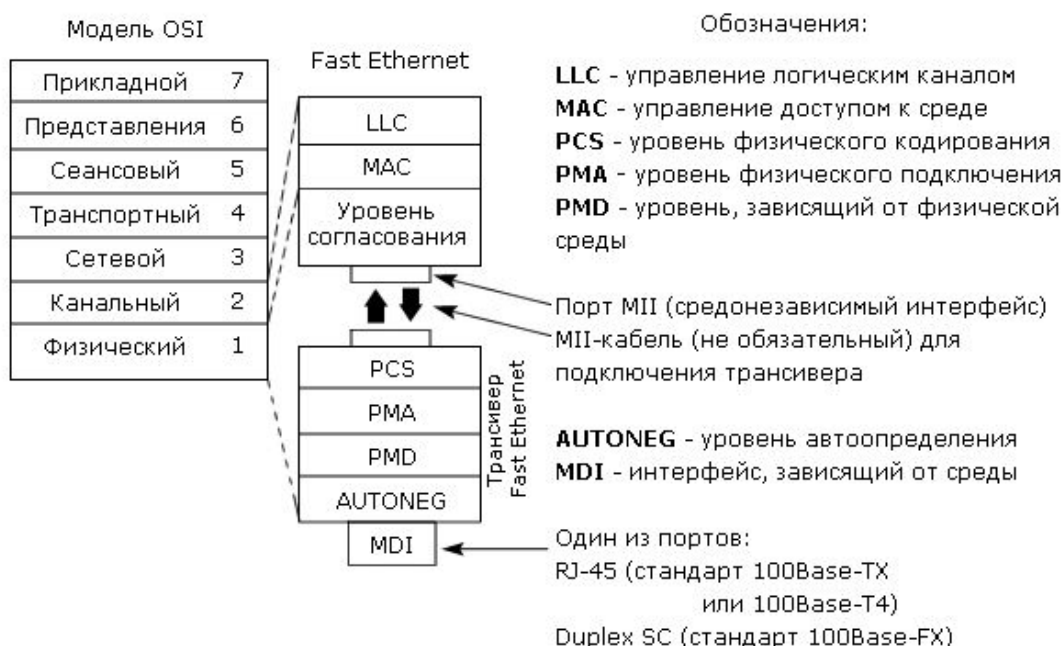 Модель OSI
Прикладной 7
Представления 6
Сеансовый 5
Транспортный 4
Сетевой 3
Канальный 2
Физический 1
Fast Ethernet
LLC
MAC
Уровень
согласования
PCS
PMA
PMD
AUTONEG
MDI
Трансивер
Fast Ethernet
Обозначения:
LLC - управление логическим каналом
MAC - управление доступом к среде
PCS - уровень физического кодирования
PMA - уровень физического подключения
PMD - уровень, зависящий от физической
среды
Порт MII (средонезависимый интерфейс)
MII-кабель (не обязательный) для
подключения трансивера
AUTONEG - уровень автоопределения
MDI - интерфейс, зависящий от среды
Один из портов:
RJ-45 (стандарт 100Base-TX
или 100Base-T4)
Duplex SC (стандарт 100Base-FX)